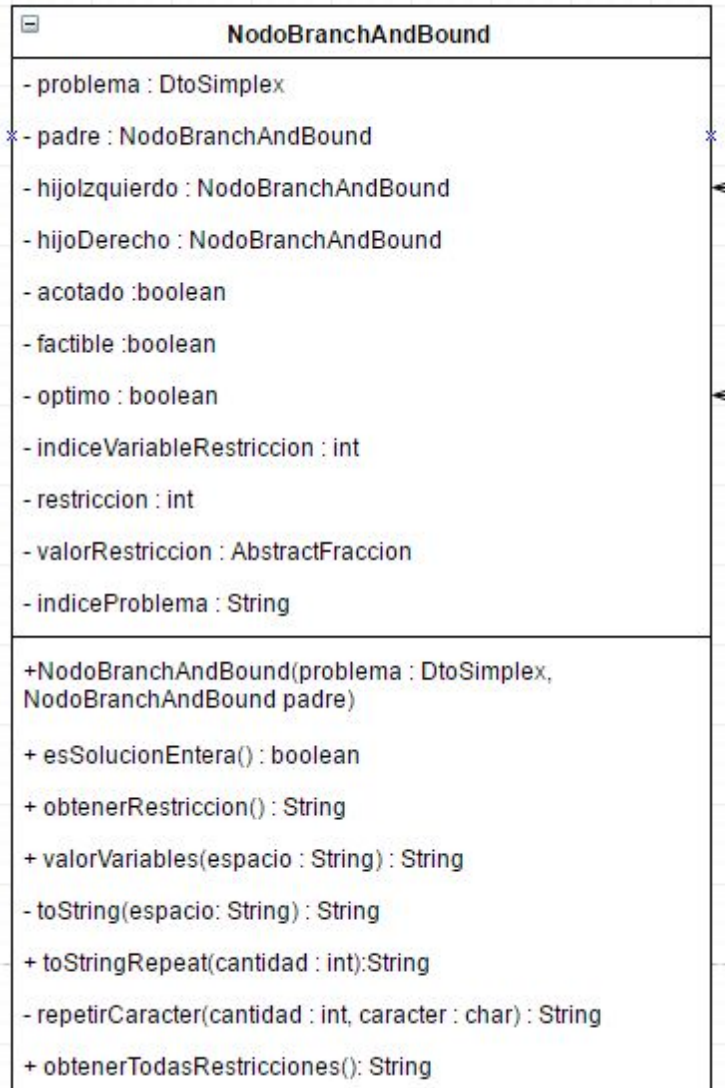 NodoBranchAndBound
- problema : DtoSimplex
- padre : NodoBranchAndBound
- hijoIzquierdo : NodoBranchAndBound
- hijoDerecho : NodoBranchAndBound
- acotado :boolean
- factible :boolean
- optimo : boolean
- indiceVariableRestriccion : int
- restriccion : int
- valorRestriccion : AbstractFraccion
- indiceProblema : String
+NodoBranchAndBound(problema : DtoSimplex,
NodoBranchAndBound padre)
+ esSolucionEntera() : boolean
+ obtenerRestriccion() : String
+ valorVariables(espacio : String) : String
- toString(espacio: String) : String
+ toStringRepeat(cantidad : int):String
- repetirCaracter(cantidad : int, caracter : char) : String
+ obtenerTodasRestricciones(): String